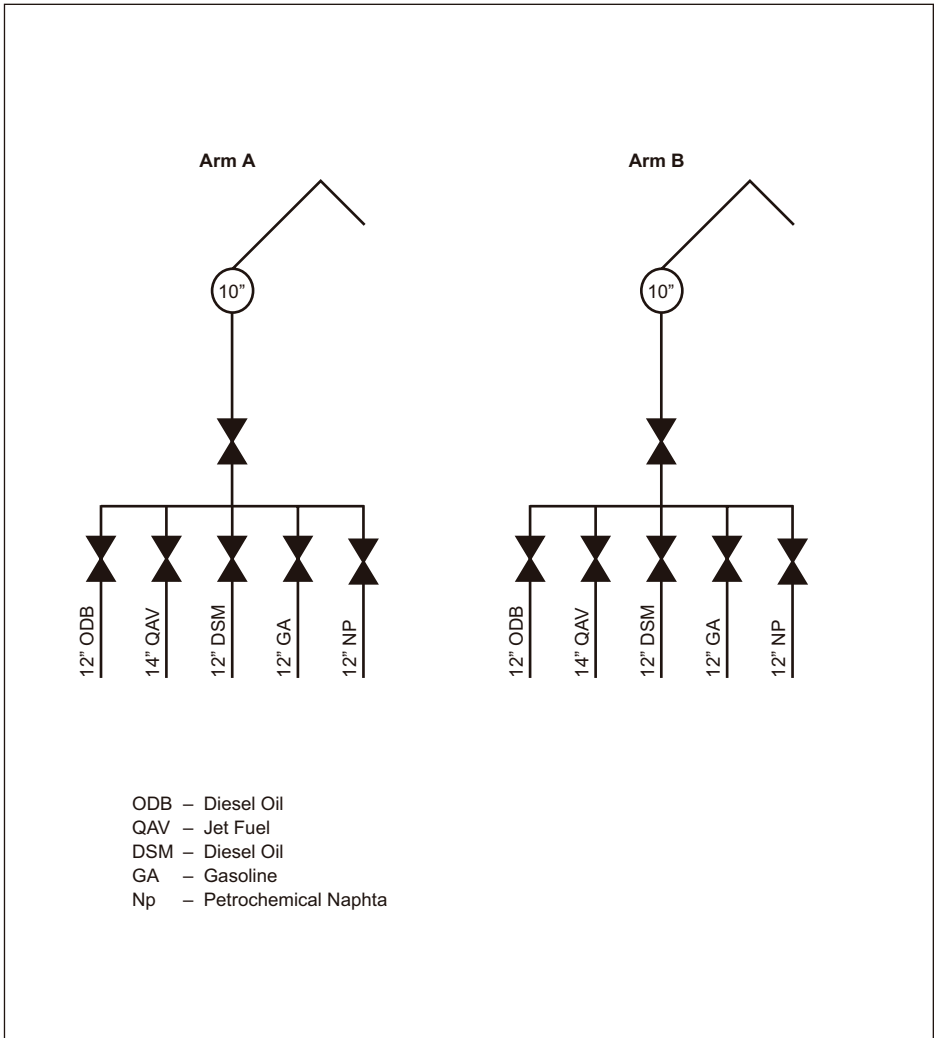 Arm A
Arm B
10”
10”
12” ODB
14” QAV
12” DSM
12” GA
12” NP
12” ODB
14” QAV
12” DSM
12” GA
12” NP
ODB – Diesel Oil
QAV – Jet Fuel
DSM – Diesel Oil
GA – Gasoline
Np – Petrochemical Naphta